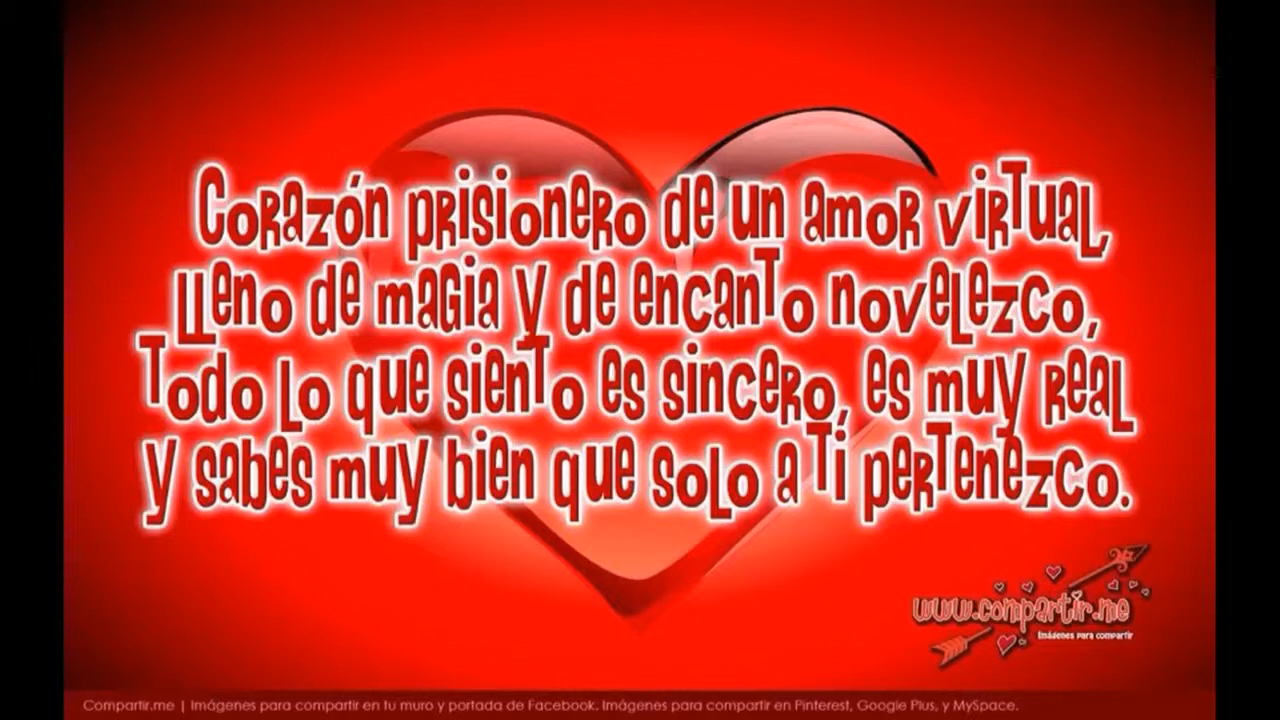 Corazón prisionero de un amor virtual,
lleno de magia y de encanto novelezco,
Todo lo que siento es sincero, es muy real
y sabes muy bien que solo a ti pertenezco.
www.compartir.me
Imágenes para compartir
Compartir.me | Imágenes para compartir en tu muro y portada de Facebook. Imágenes para compartir en Pinterest, Google Plus, y MySpace.